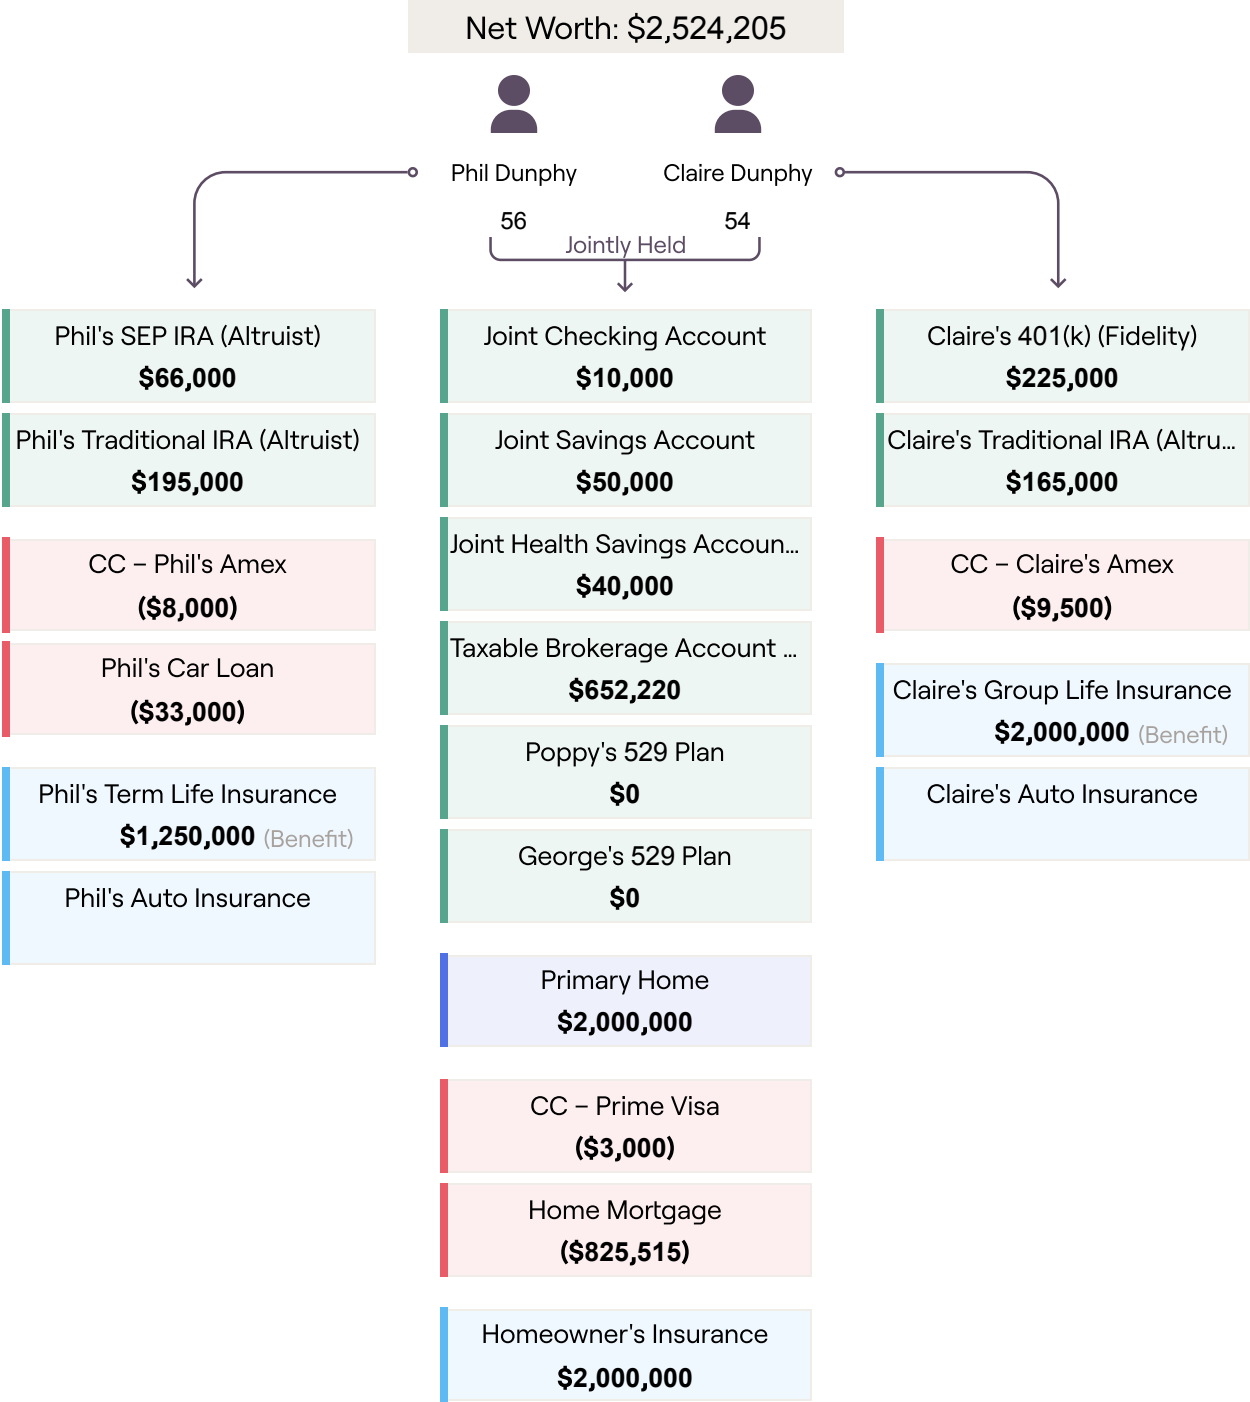 Net Worth: $2,524,205
Phil Dunphy
56
Claire Dunphy
54
Jointly Held
Phil's SEP IRA (Altruist)
$66,000
Phil's Traditional IRA (Altruist)
$195,000
CC – Phil's Amex
($8,000)
Phil's Car Loan
($33,000)
Phil's Term Life Insurance
$1,250,000 (Benefit)
Phil's Auto Insurance
Joint Checking Account
$10,000
Joint Savings Account
$50,000
Joint Health Savings Accoun...
$40,000
Taxable Brokerage Account ...
$652,220
Poppy's 529 Plan
$0
George's 529 Plan
$0
Primary Home
$2,000,000
CC – Prime Visa
($3,000)
Home Mortgage
($825,515)
Homeowner's Insurance
$2,000,000
Claire's 401(k) (Fidelity)
$225,000
Claire's Traditional IRA (Altru...
$165,000
CC – Claire's Amex
($9,500)
Claire's Group Life Insurance
$2,000,000 (Benefit)
Claire's Auto Insurance